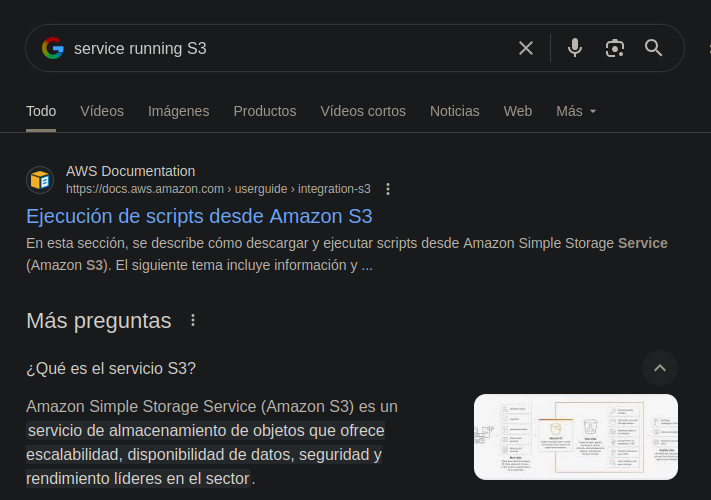 service running S3
Todo Vídeos Imágenes Productos Vídeos cortos Noticias Web Más
AWS Documentation
https://docs.aws.amazon.com › userguide › integration-s3
Ejecución de scripts desde Amazon S3
En esta sección, se describe cómo descargar y ejecutar scripts desde Amazon Simple Storage Service
(Amazon S3). El siguiente tema incluye información y ...
Más preguntas
¿Qué es el servicio S3?
Amazon Simple Storage Service (Amazon S3) es un
servicio de almacenamiento de objetos que ofrece
escalabilidad, disponibilidad de datos, seguridad y
rendimiento líderes en el sector.